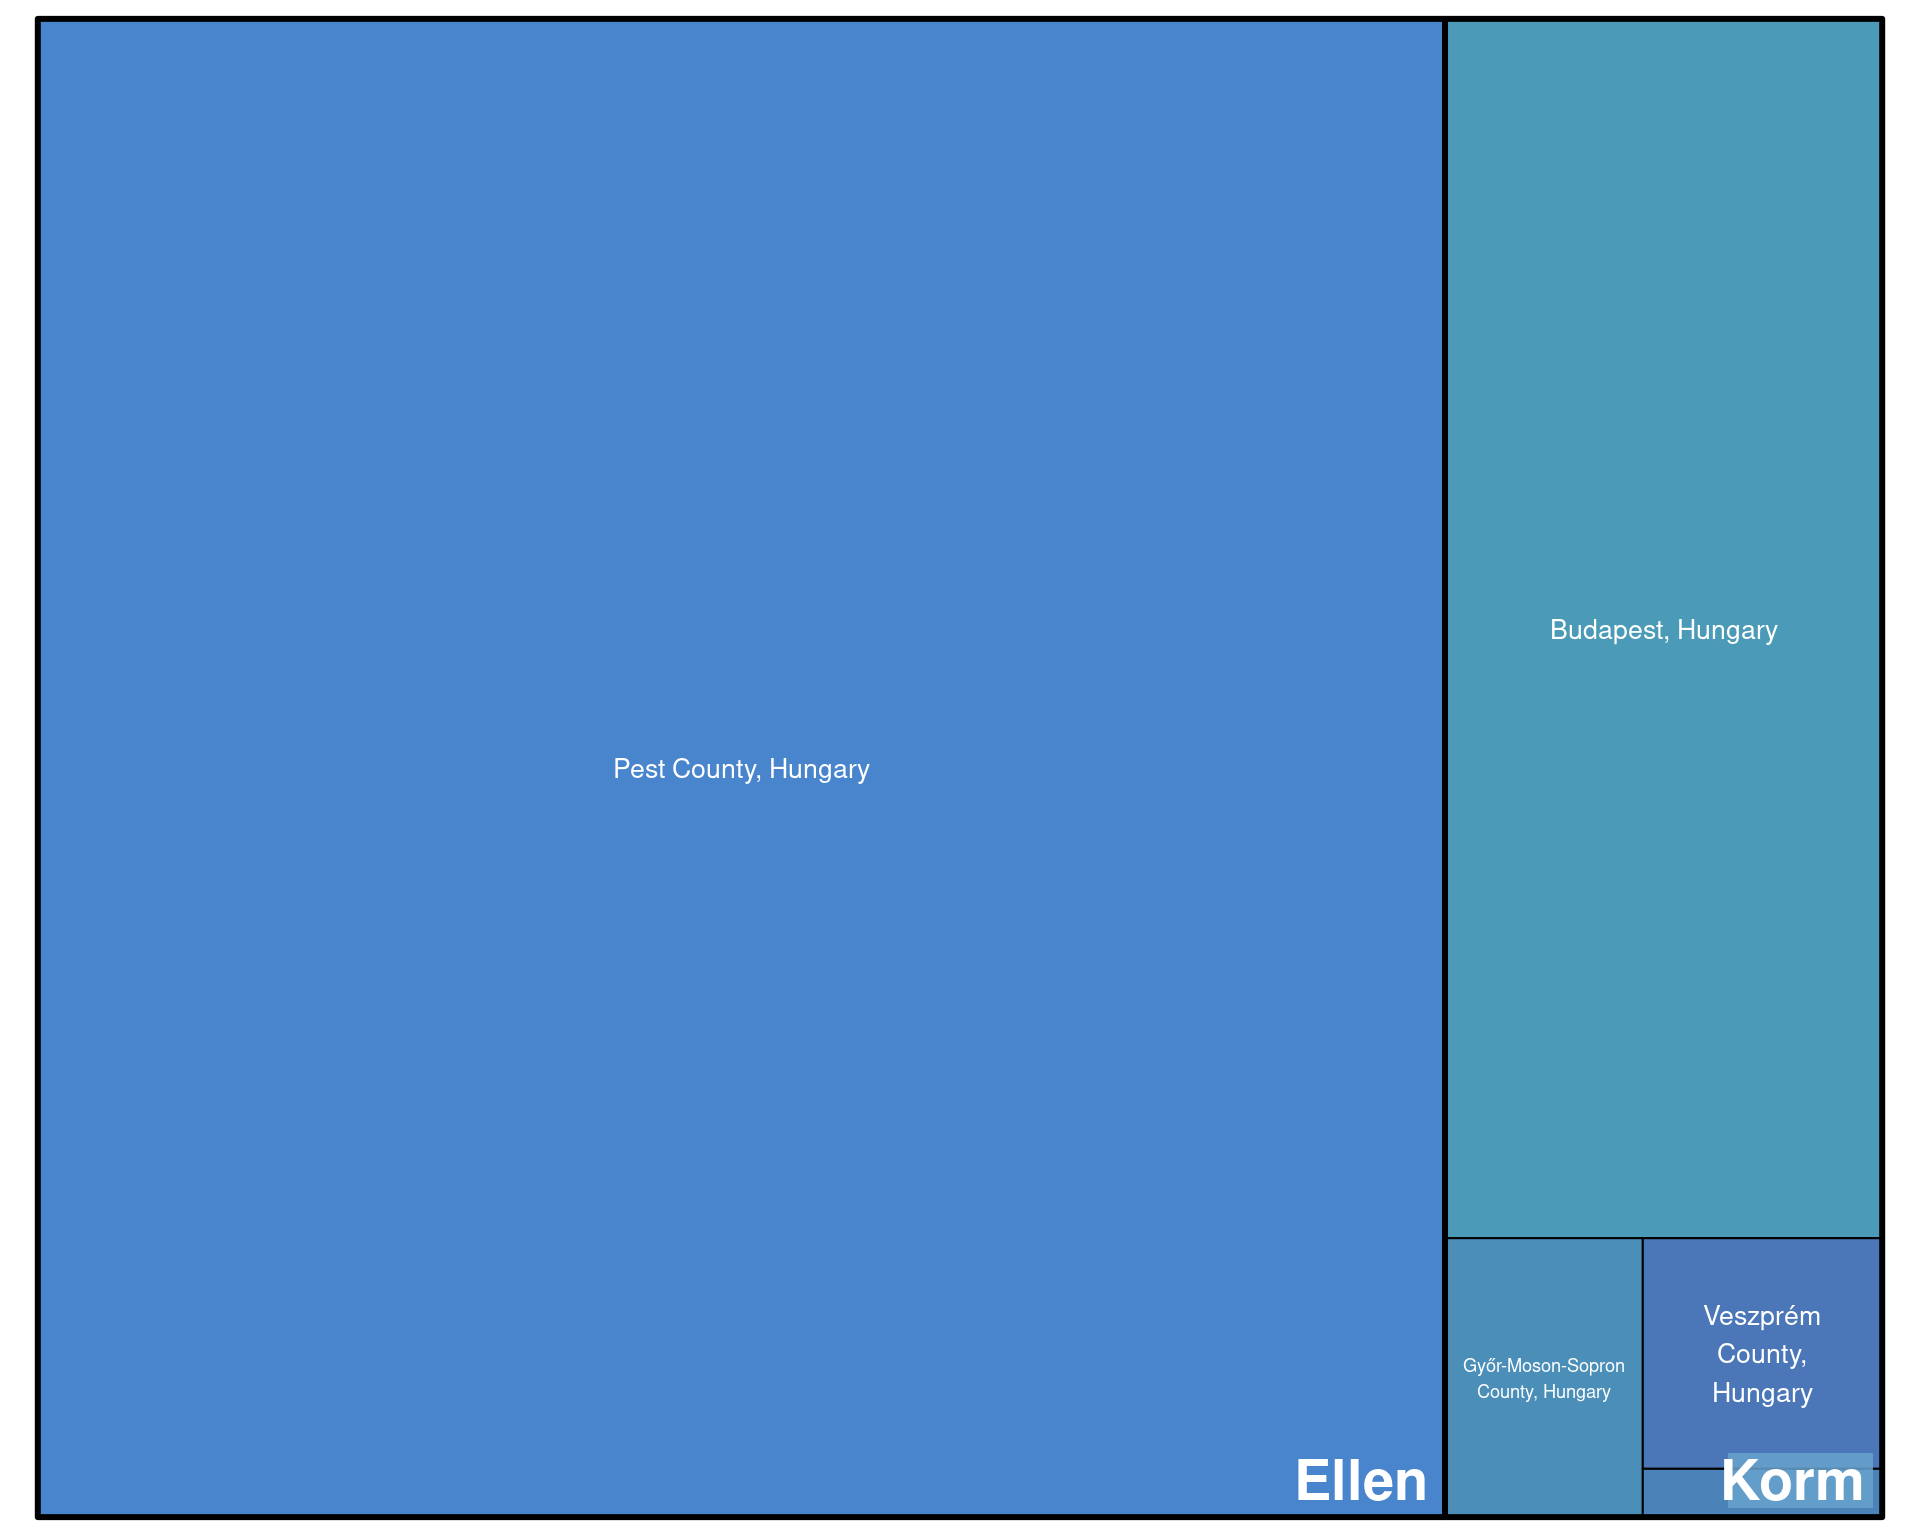 Pest County, Hungary
Ellen
Budapest, Hungary
Győr-Moson-Sopron
County, Hungary
Veszprém
County,
Hungary
Korm